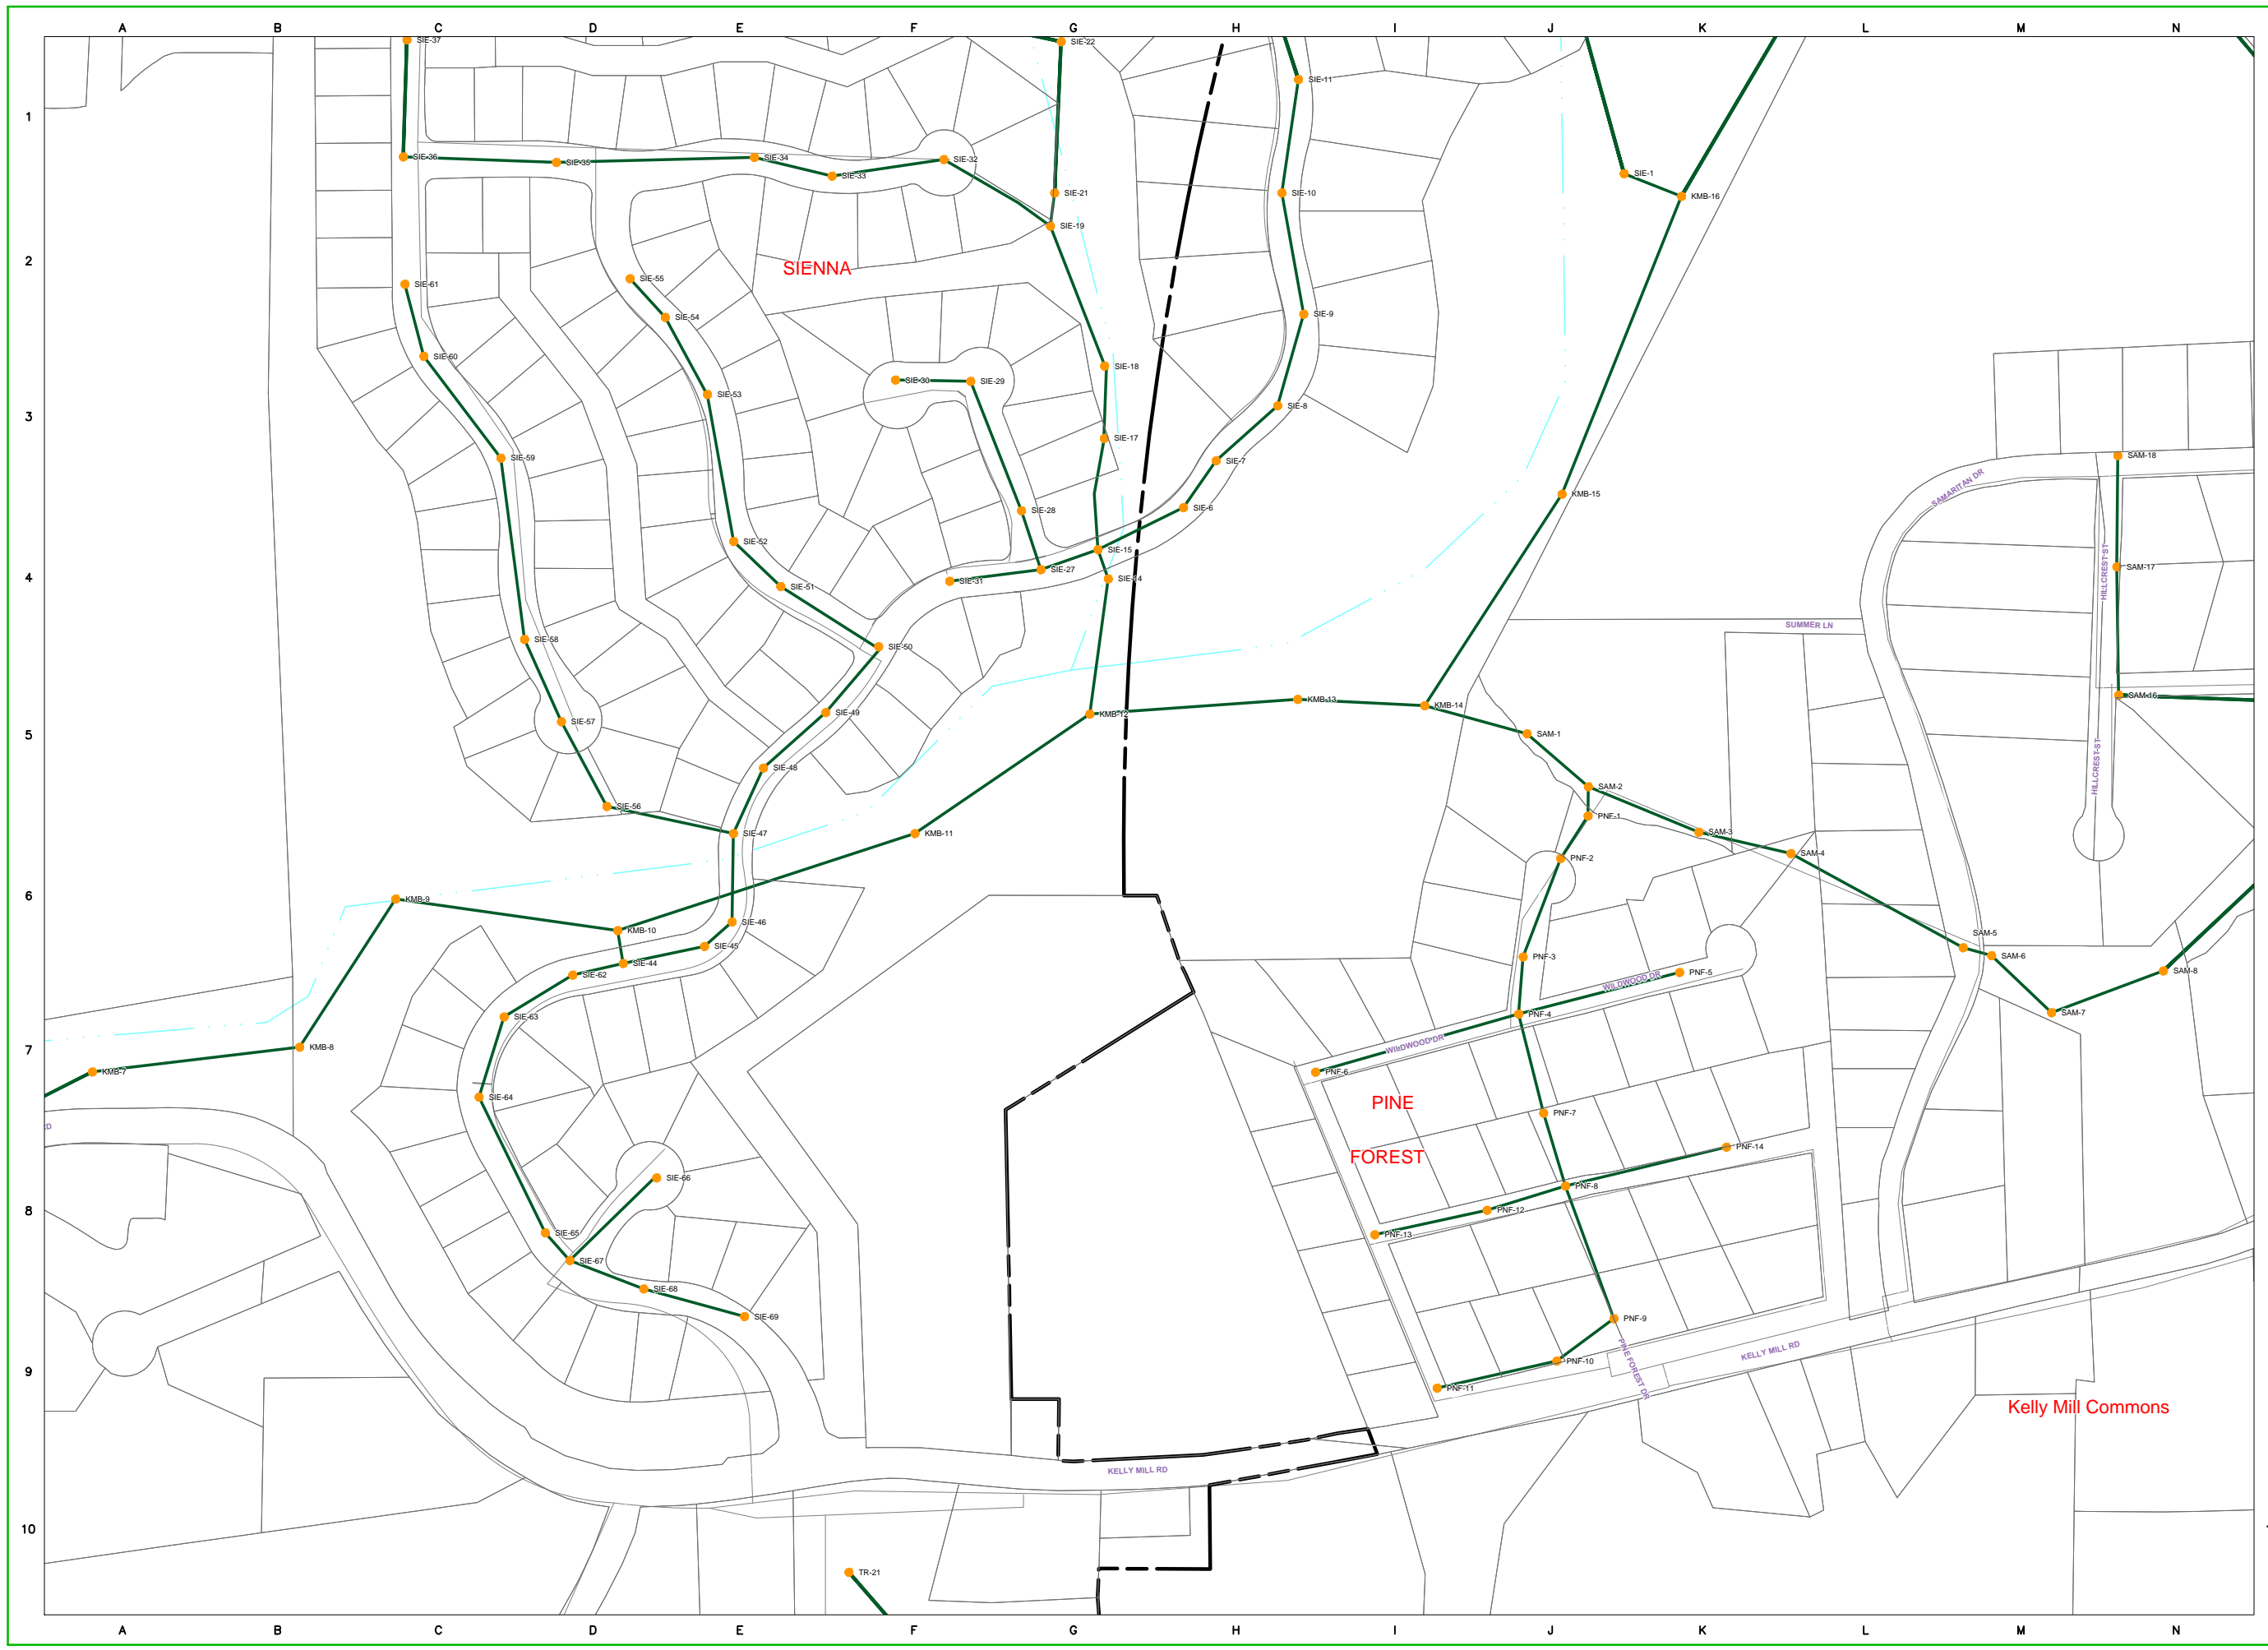 A B C D E F G H I J K L M N
SIE-37
SIE-22
SIE-11
1
SIE-36
SIE-35
SIE-34
SIE-33
SIE-32
SIE-21
SIE-10
SIE-1
KMB-16
SIE-19
2
SIENNA
SIE-61
SIE-55
SIE-54
SIE-9
SIE-60
SIE-18
SIE-30
SIE-29
SIE-53
SIE-8
3
SIE-17
SIE-59
SIE-7
SAM-18
SAMARITAN DR
KMB-15
SIE-28
SIE-6
SIE-52
SIE-15
SIE-27
SAM-17
HILLCREST ST
4
SIE-31
SIE-14
SIE-51
SUMMER LN
SIE-58
SIE-50
SAM-16
KMB-13
KMB-14
SIE-49
KMB-12
SIE-57
5
SAM-1
HILLCREST ST
SIE-48
SAM-2
SIE-56
PNF-1
SIE-47
KMB-11
SAM-3
SAM-4
PNF-2
6
KMB-9
SIE-46
KMB-10
SIE-45
SAM-5
SAM-6
PNF-3
SIE-44
SIE-62
PNF-5
SAM-8
WILDWOOD DR
SIE-63
PNF-4
SAM-7
WILDWOOD DR
KMB-8
7
KMB-7
PNF-6
SIE-64
PINE
PNF-7
RD
PNF-14
FOREST
SIE-66
PNF-8
8
PNF-12
SIE-65
PNF-13
SIE-67
SIE-68
SIE-69
PNF-9
KELLY MILL RD
PNF-10
PINE FOREST DR
9
PNF-11
Kelly Mill Commons
KELLY MILL RD
10
TR-21
A B C D E F G H I J K L M N